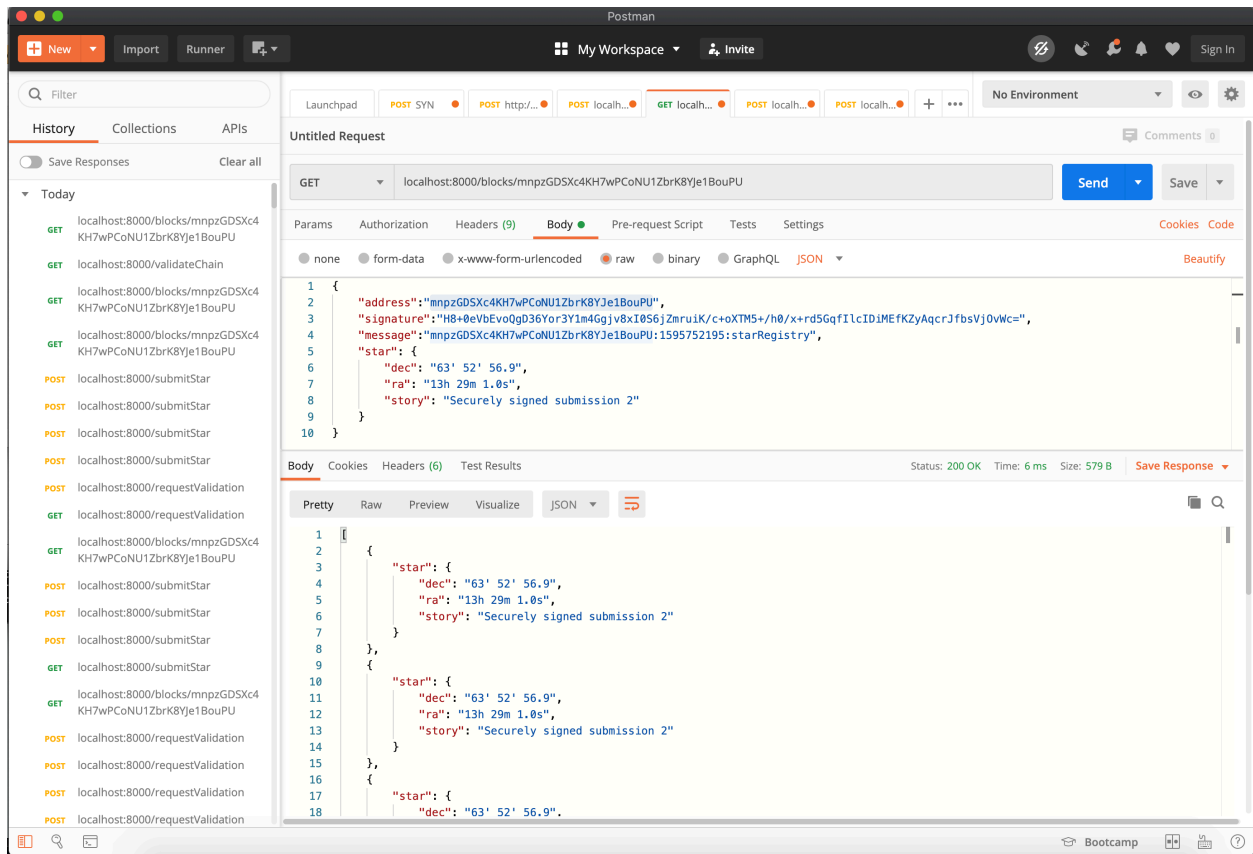 Postman
New Import Runner My Workspace Invite Sign In
Filter
History Collections APIs
Save Responses Clear all
Today
GET localhost:8000/blocks/mnpzGDSXc4
KH7wPCoNU1ZbrK8YJe1BouPU
GET localhost:8000/validateChain
GET localhost:8000/blocks/mnpzGDSXc4
KH7wPCoNU1ZbrK8YJe1BouPU
GET localhost:8000/blocks/mnpzGDSXc4
KH7wPCoNU1ZbrK8YJe1BouPU
POST localhost:8000/submitStar
POST localhost:8000/submitStar
POST localhost:8000/submitStar
POST localhost:8000/submitStar
POST localhost:8000/requestValidation
GET localhost:8000/requestValidation
GET localhost:8000/blocks/mnpzGDSXc4
KH7wPCoNU1ZbrK8YJe1BouPU
POST localhost:8000/submitStar
POST localhost:8000/submitStar
POST localhost:8000/submitStar
GET localhost:8000/submitStar
GET localhost:8000/blocks/mnpzGDSXc4
KH7wPCoNU1ZbrK8YJe1BouPU
POST localhost:8000/requestValidation
POST localhost:8000/requestValidation
POST localhost:8000/requestValidation
POST localhost:8000/requestValidation
Launchpad POST SYN POST http:/... POST localh... GET localh... POST localh... POST localh... + ••• No Environment
Untitled Request Comments 0
GET localhost:8000/blocks/mnpzGDSXc4KH7wPCoNU1ZbrK8YJe1BouPU Send Save
Params Authorization Headers (9) Body Pre-request Script Tests Settings Cookies Code
none form-data x-www-form-urlencoded raw binary GraphQL JSON Beautify
1 {
2 "address":"mnpzGDSXc4KH7wPCoNU1ZbrK8YJe1BouPU",
3 "signature":"H8+0eVbEvoQgD36Yor3Y1m4Ggjv8xI0S6jZmruiK/c+oXTM5+/h0/x+rd5GqfIlcIDiMEfKZyAqcrJfbsVjOvWc=",
4 "message":"mnpzGDSXc4KH7wPCoNU1ZbrK8YJe1BouPU:1595752195:starRegistry",
5 "star": {
6 "dec": "63' 52' 56.9",
7 "ra": "13h 29m 1.0s",
8 "story": "Securely signed submission 2"
9 }
10 }
Body Cookies Headers (6) Test Results Status: 200 OK Time: 6 ms Size: 579 B Save Response
Pretty Raw Preview Visualize JSON
1 [
2 {
3 "star": {
4 "dec": "63' 52' 56.9",
5 "ra": "13h 29m 1.0s",
6 "story": "Securely signed submission 2"
7 }
8 },
9 {
10 "star": {
11 "dec": "63' 52' 56.9",
12 "ra": "13h 29m 1.0s",
13 "story": "Securely signed submission 2"
14 }
15 },
16 {
17 "star": {
18 "dec": "63' 52' 56.9".
Bootcamp